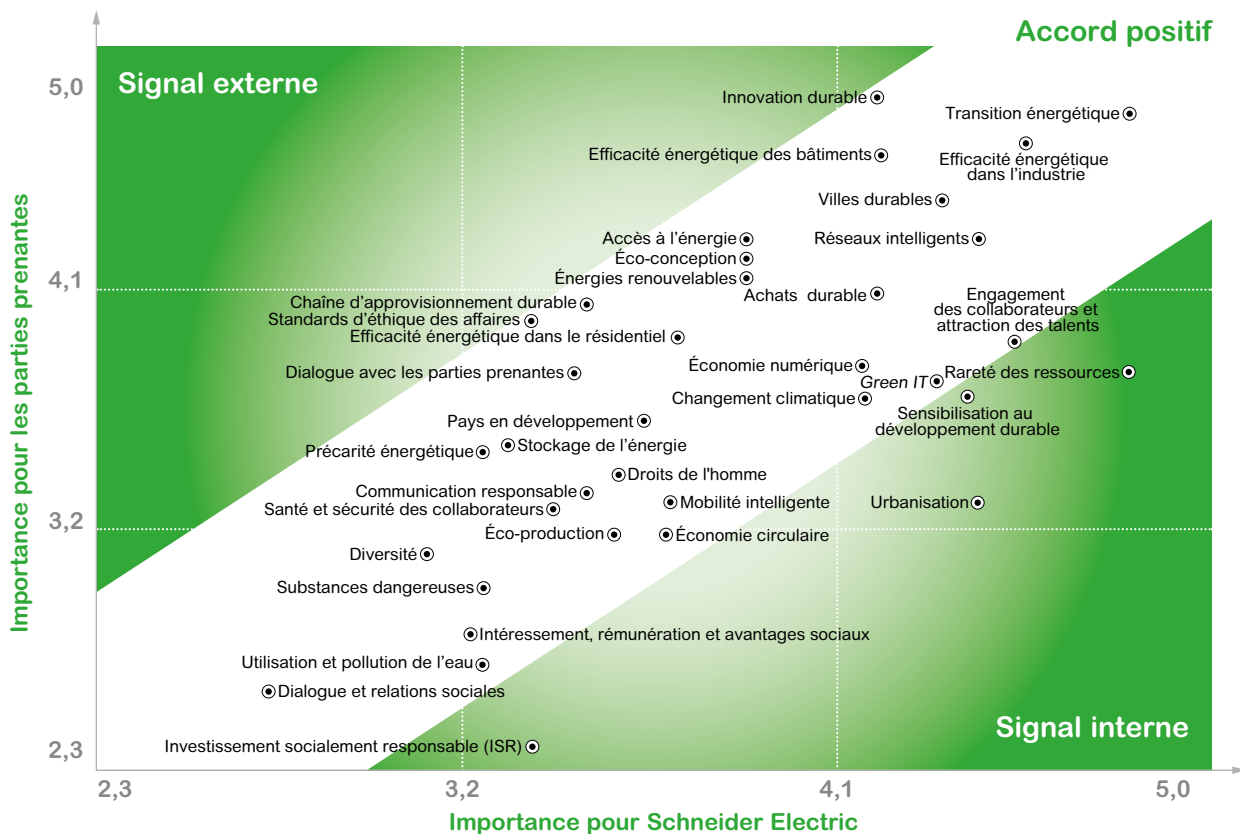 Accord positif
Signal externe
5,0
Innovation durable
Transition énergétique
Efficacité énergétique des bâtiments
Efficacité énergétique
dans l'industrie
Villes durables
Accès à l'énergie
Réseaux intelligents
Éco-conception
Énergies renouvelables
4,1
Achats durable
Chaîne d'approvisionnement durable
Engagement
des collaborateurs et
attraction des talents
Standards d'éthique des affaires
Efficacité énergétique dans le résidentiel
Dialogue avec les parties prenantes
Économie numérique
Green IT
Rareté des ressources
Changement climatique
Sensibilisation au
développement durable
Pays en développement
Stockage de l'énergie
Précarité énergétique
Droits de l'homme
Communication responsable
Mobilité intelligente
Urbanisation
Santé et sécurité des collaborateurs
3,2
Éco-production
Économie circulaire
Diversité
Substances dangereuses
Intéressement, rémunération et avantages sociaux
Utilisation et pollution de l'eau
Dialogue et relations sociales
Signal interne
Investissement socialement responsable (ISR)
2,3
2,3
3,2
4,1
5,0
Importance pour Schneider Electric
Importance pour les parties prenantes